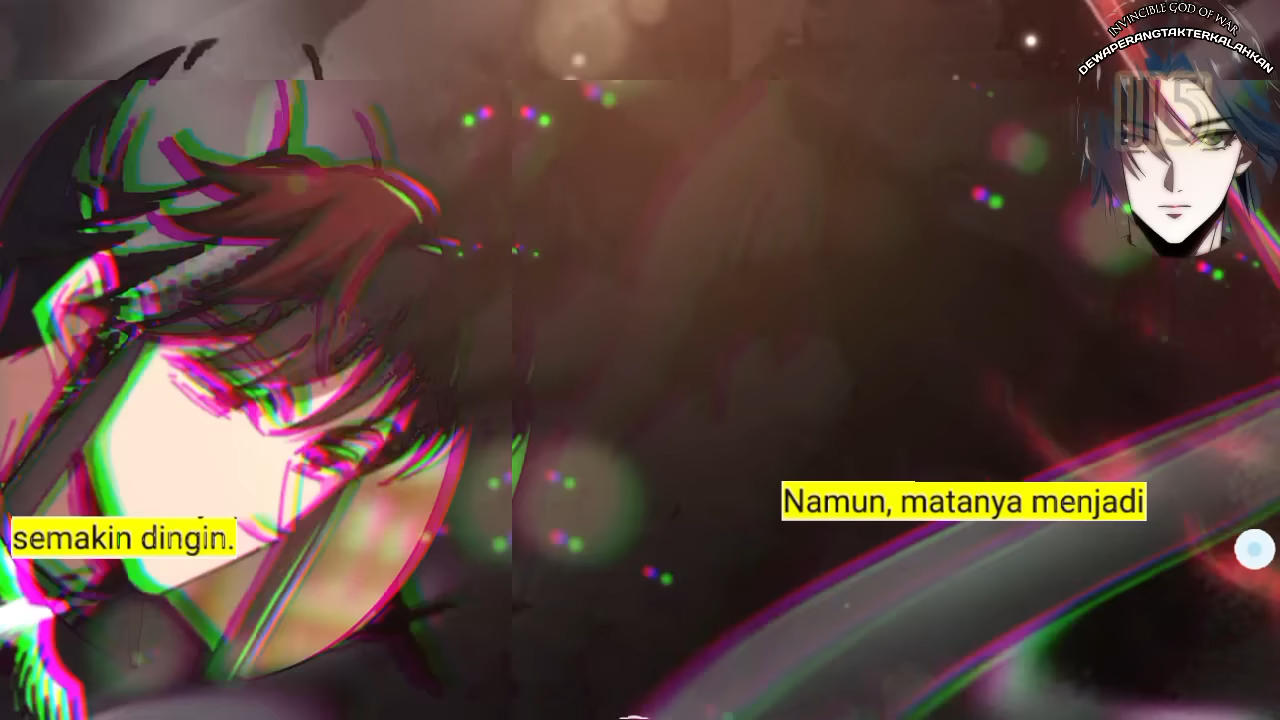 INVINCIBLE GOD OF WAR
DEWAPERANGTAKTERKALAHKAN
Namun, matanya menjadi
semakin dingin.